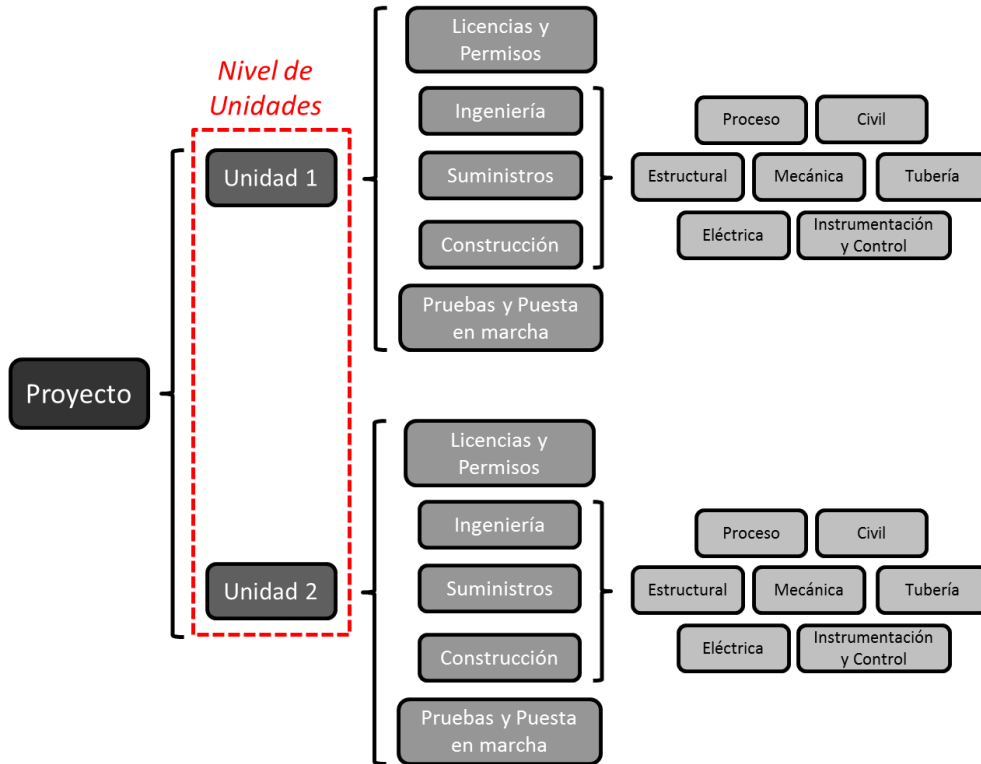 Nivel de
Unidades
Proyecto
Unidad 1
Licencias y
Permisos
Ingeniería
Suministros
Construcción
Pruebas y Puesta
en marcha
Proceso
Civil
Estructural
Mecánica
Tubería
Eléctrica
Instrumentación
y Control
Unidad 2
Licencias y
Permisos
Ingeniería
Suministros
Construcción
Pruebas y Puesta
en marcha
Proceso
Civil
Estructural
Mecánica
Tubería
Eléctrica
Instrumentación
y Control